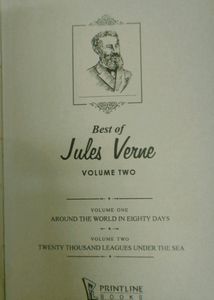 Best of
Jules Verne
VOLUME TWO
VOLUME ONE
AROUND THE WORLD IN EIGHTY DAYS
VOLUME TWO
TWENTY THOUSAND LEAGUES UNDER THE SEA
PRINTLINE
BOOKS